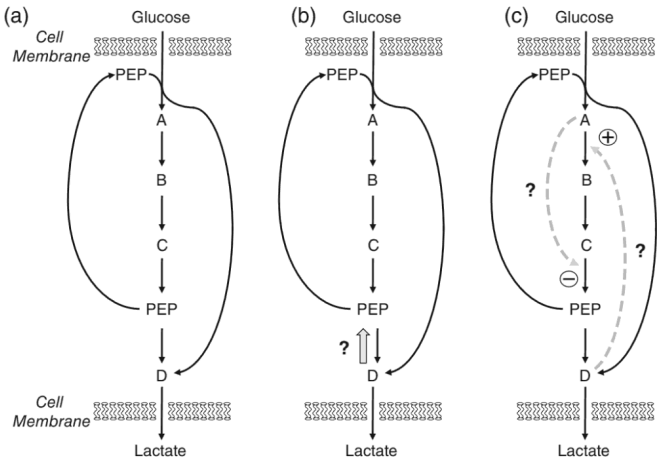 (a)
Glucose
Cell
Membrane
PEP
A
B
C
PEP
D
Cell
Membrane
Lactate
(b)
Glucose
PEP
A
B
C
PEP
?
D
Lactate
(c)
Glucose
PEP
A
+
B
?
C
?
−
PEP
D
Lactate